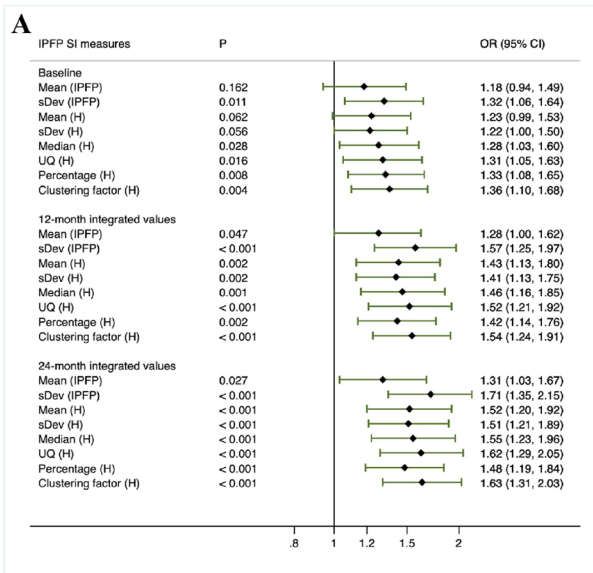 A
IPFP SI measures P OR (95% CI)
Baseline
Mean (IPFP) 0.162 1.18 (0.94, 1.49)
sDev (IPFP) 0.011 1.32 (1.06, 1.64)
Mean (H) 0.062 1.23 (0.99, 1.53)
sDev (H) 0.056 1.22 (1.00, 1.50)
Median (H) 0.028 1.28 (1.03, 1.60)
UQ (H) 0.016 1.31 (1.05, 1.63)
Percentage (H) 0.008 1.33 (1.08, 1.65)
Clustering factor (H) 0.004 1.36 (1.10, 1.68)
12-month integrated values
Mean (IPFP) 0.047 1.28 (1.00, 1.62)
sDev (IPFP) < 0.001 1.57 (1.25, 1.97)
Mean (H) 0.002 1.43 (1.13, 1.80)
sDev (H) 0.002 1.41 (1.13, 1.75)
Median (H) 0.001 1.46 (1.16, 1.85)
UQ (H) < 0.001 1.52 (1.21, 1.92)
Percentage (H) 0.002 1.42 (1.14, 1.76)
Clustering factor (H) < 0.001 1.54 (1.24, 1.91)
24-month integrated values
Mean (IPFP) 0.027 1.31 (1.03, 1.67)
sDev (IPFP) < 0.001 1.71 (1.35, 2.15)
Mean (H) < 0.001 1.52 (1.20, 1.92)
sDev (H) < 0.001 1.51 (1.21, 1.89)
Median (H) < 0.001 1.55 (1.23, 1.96)
UQ (H) < 0.001 1.62 (1.29, 2.05)
Percentage (H) < 0.001 1.48 (1.19, 1.84)
Clustering factor (H) < 0.001 1.63 (1.31, 2.03)
.8 1 1.2 1.5 2